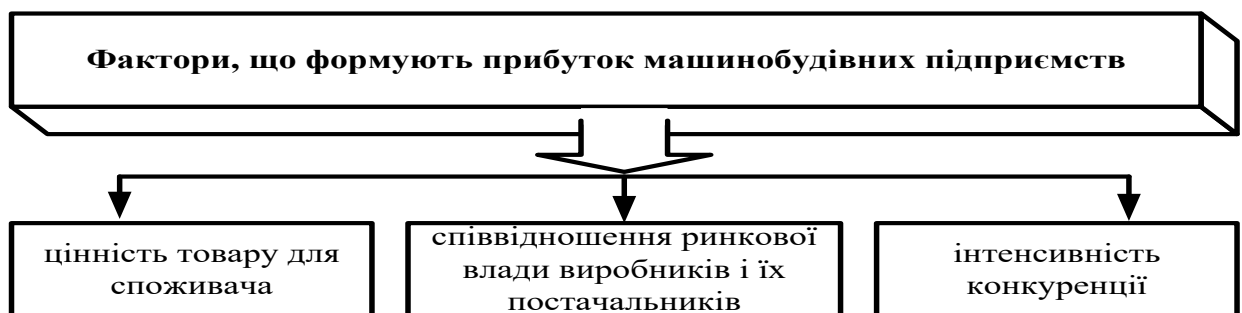 Фактори, що формують прибуток машинобудівних підприємств
цінність товару для
споживача
співвідношення ринкової
влади виробників і їх
постачальників
інтенсивність
конкуренції